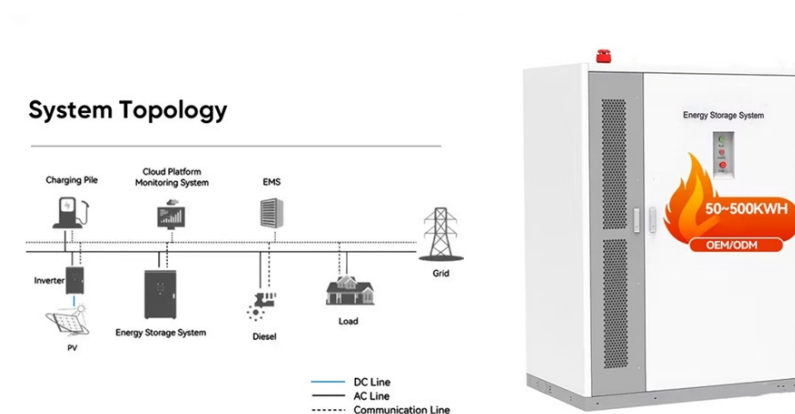 System Topology
Charging Pile
Cloud Platform
Monitoring System
EMS
Inverter
PV
Energy Storage System
Diesel
Load
Grid
DC Line
AC Line
Communication Line
Energy Storage System
50~500KWH
OEM/ODM